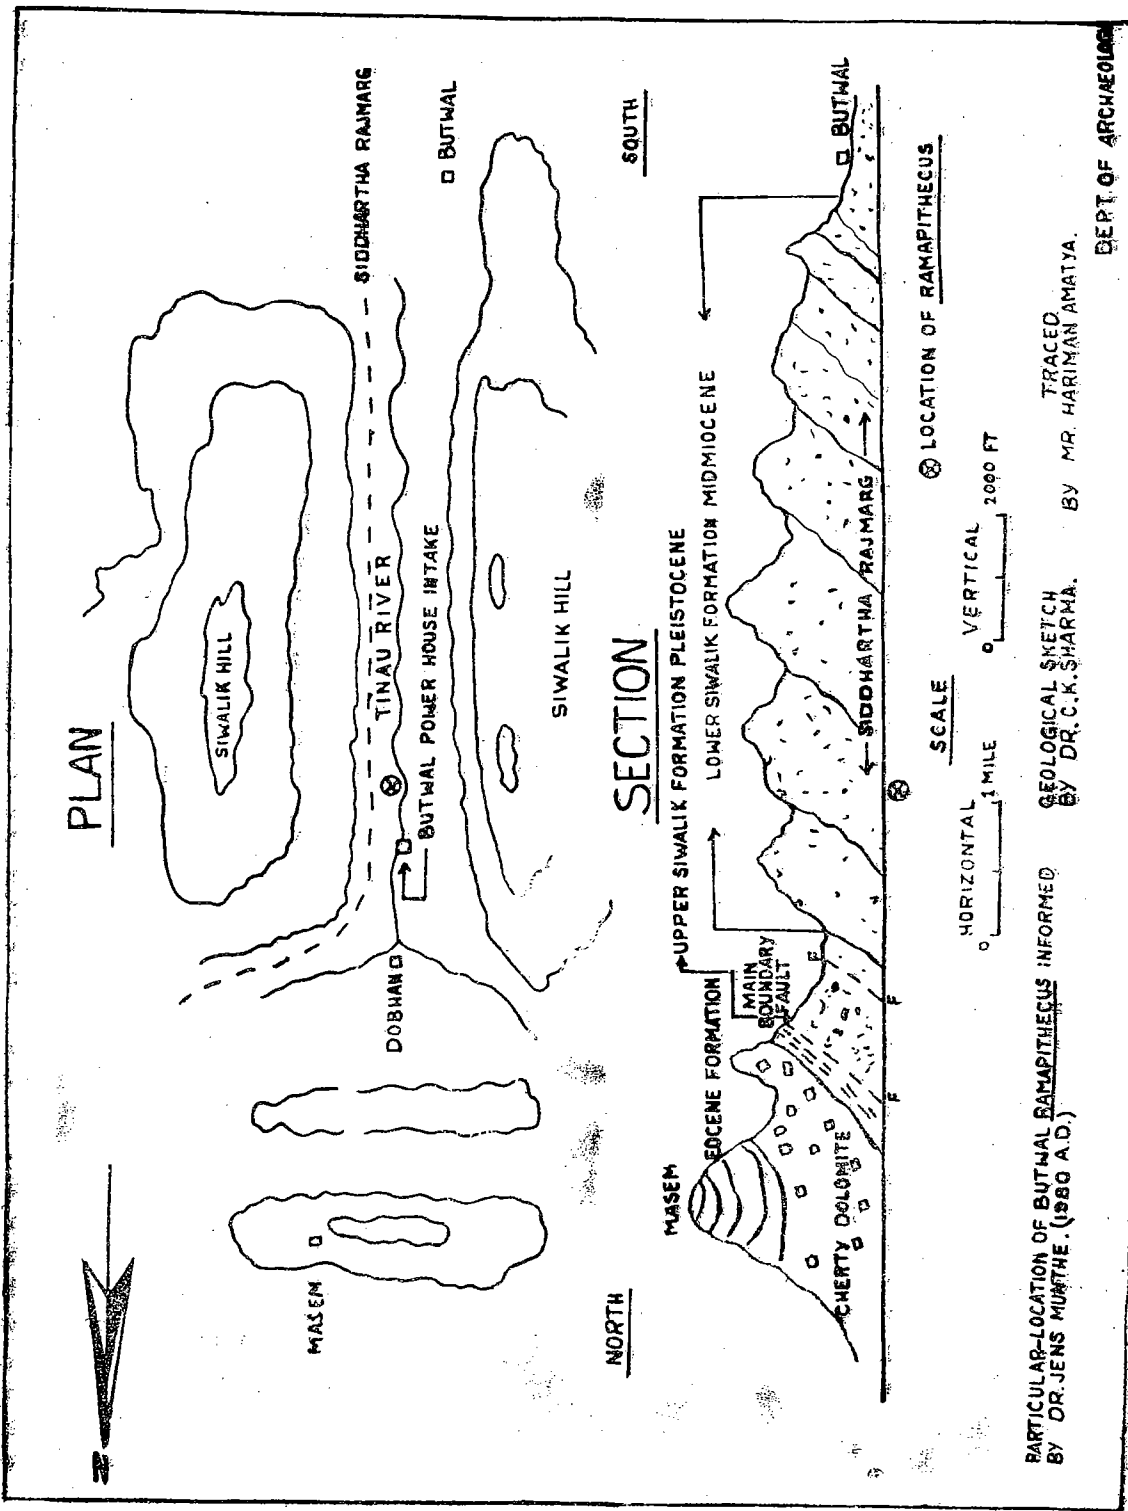 PLAN
N
MASEM
DOBHAN
SIWALIK HILL
TINAU RIVER
BUTWAL POWER HOUSE INTAKE
SIDDHARTHA RAJMARG
BUTWAL
SIWALIK HILL
NORTH
SECTION
SOUTH
MASEM
EOCENE FORMATION
UPPER SIWALIK FORMATION PLEISTOCENE
LOWER SIWALIK FORMATION MIDMIOCENE
MAIN
BOUNDARY
FAULT
BUTWAL
CHERTY DOLOMITE
F
F
F
SIDDHARTHA RAJMARG
LOCATION OF RAMAPITHECUS
SCALE
HORIZONTAL
0 1 MILE
VERTICAL
0 2000 FT
PARTICULAR-LOCATION OF BUTWAL RAMAPITHECUS INFORMED
BY DR. JENS MUNTHE. (1980 A.D.)
GEOLOGICAL SKETCH
BY DR. C. K. SHARMA.
TRACED
BY MR. HARIMAN AMATYA.
DEPT. OF ARCHAEOLOGY